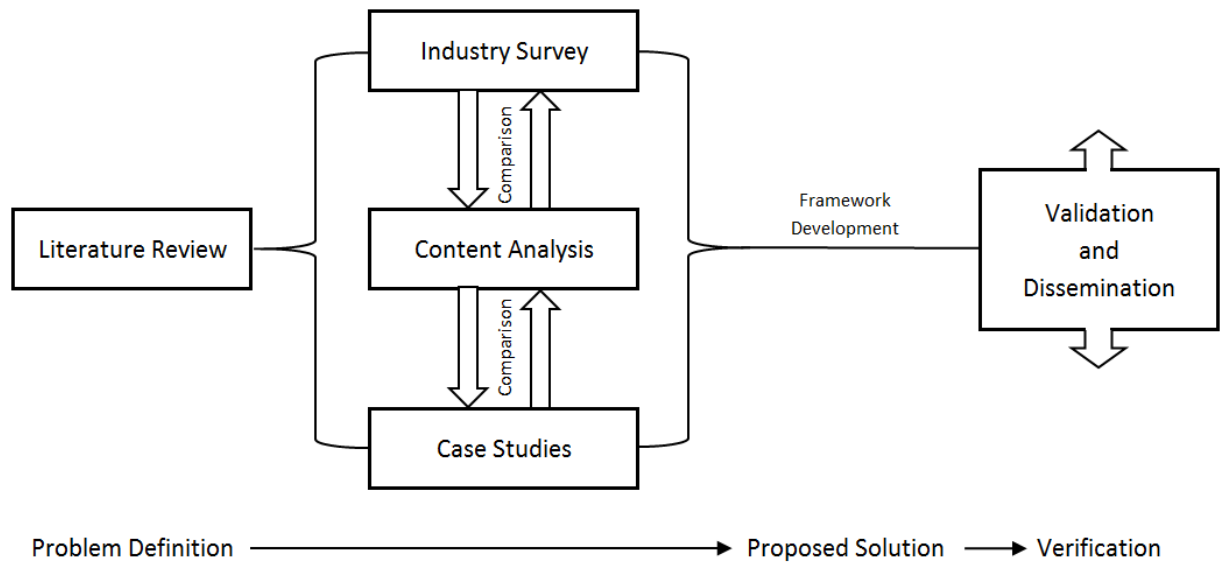 Industry Survey
Comparison
Literature Review
Content Analysis
Comparison
Case Studies
Framework
Development
Validation
and
Dissemination
Problem Definition
Proposed Solution
Verification